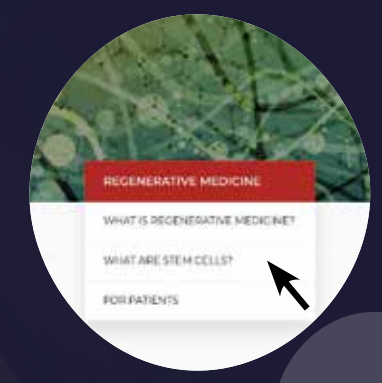 REGENERATIVE MEDICINE
WHAT IS REGENERATIVE MEDICINE?
WHAT ARE STEM CELLS?
FOR PATIENTS